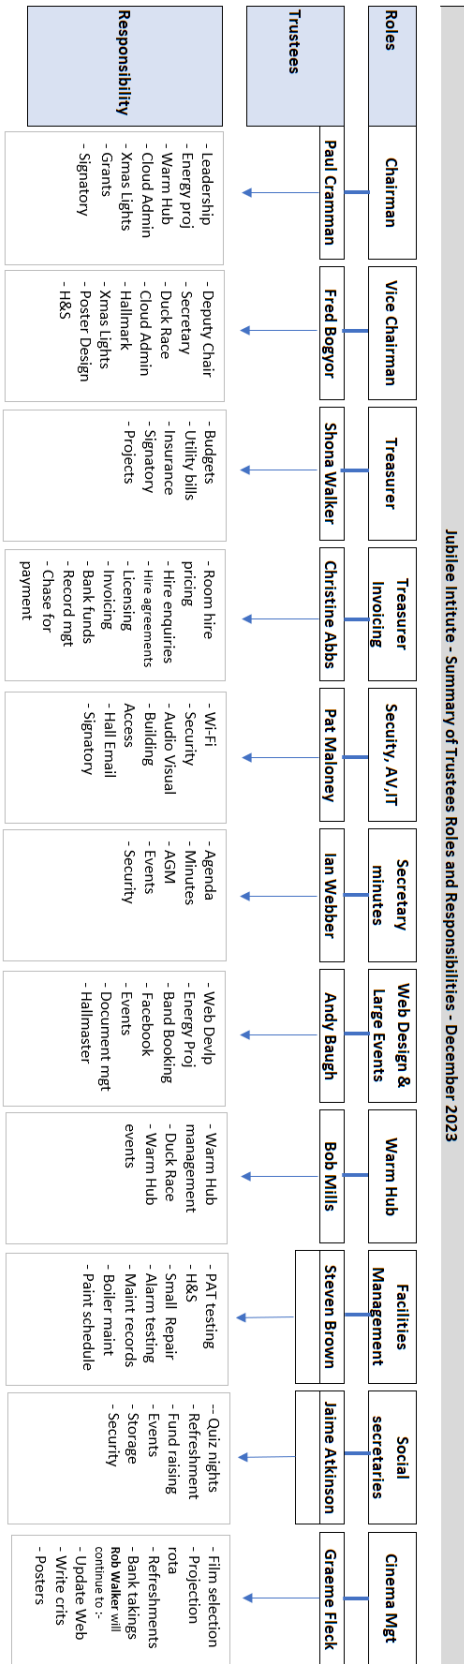 Jubilee Intitute - Summary of Trustees Roles and Responsibilities - December 2023
Roles
Chairman
Vice Chairman
Treasurer
Treasurer
Invoicing
Secuity, AV,IT
Secretary
minutes
Web Design &
Large Events
Warm Hub
Facilities
Management
Social
secretaries
Cinema Mgt
Trustees
Paul Cramman
Fred Bogyor
Shona Walker
Christine Abbs
Pat Maloney
Ian Webber
Andy Baugh
Bob Mills
Steven Brown
Jaime Atkinson
Graeme Fleck
Responsibility
- Leadership
- Energy proj
- Warm Hub
- Cloud Admin
- Xmas Lights
- Grants
- Signatory
- Deputy Chair
- Secretary
- Duck Race
- Cloud Admin
- Hallmark
- Xmas Lights
- Poster Design
- H&S
- Budgets
- Utility bills
- Insurance
- Signatory
- Projects
- Room hire
pricing
- Hire enquiries
- Hire agreements
- Licensing
- Invoicing
- Bank funds
- Record mgt
- Chase for
payment
- Wi-Fi
- Security
- Audio Visual
- Building
Access
- Hall Email
- Signatory
- Agenda
- Minutes
- AGM
- Events
- Security
- Web Devlp
- Energy Proj
- Band Booking
- Facebook
- Events
- Document mgt
- Hallmaster
- Warm Hub
management
- Duck Race
- Warm Hub
events
- PAT testing
- H&S
- Small Repair
- Alarm testing
- Maint records
- Boiler maint
- Paint schedule
-- Quiz nights
- Refreshment
- Fund raising
- Events
- Storage
- Security
- Film selection
- Projection
rota
- Refreshments
- Bank takings
Rob Walker will
continue to :-
- Update Web
- Write crits
- Posters